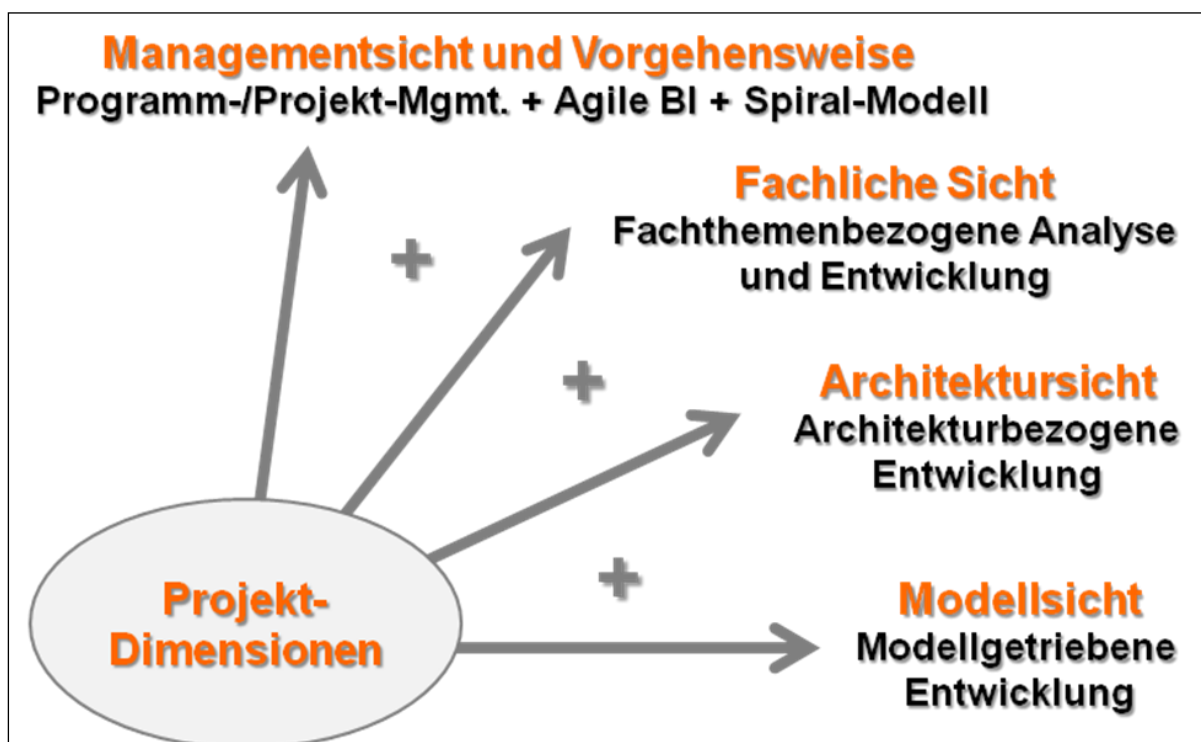 Managementsicht und Vorgehensweise
Programm-/Projekt-Mgmt. + Agile BI + Spiral-Modell
Fachliche Sicht
Fachthemenbezogene Analyse
und Entwicklung
+
+
Architektursicht
Architekturbezogene
Entwicklung
+
Projekt-
Dimensionen
Modellsicht
Modellgetriebene
Entwicklung